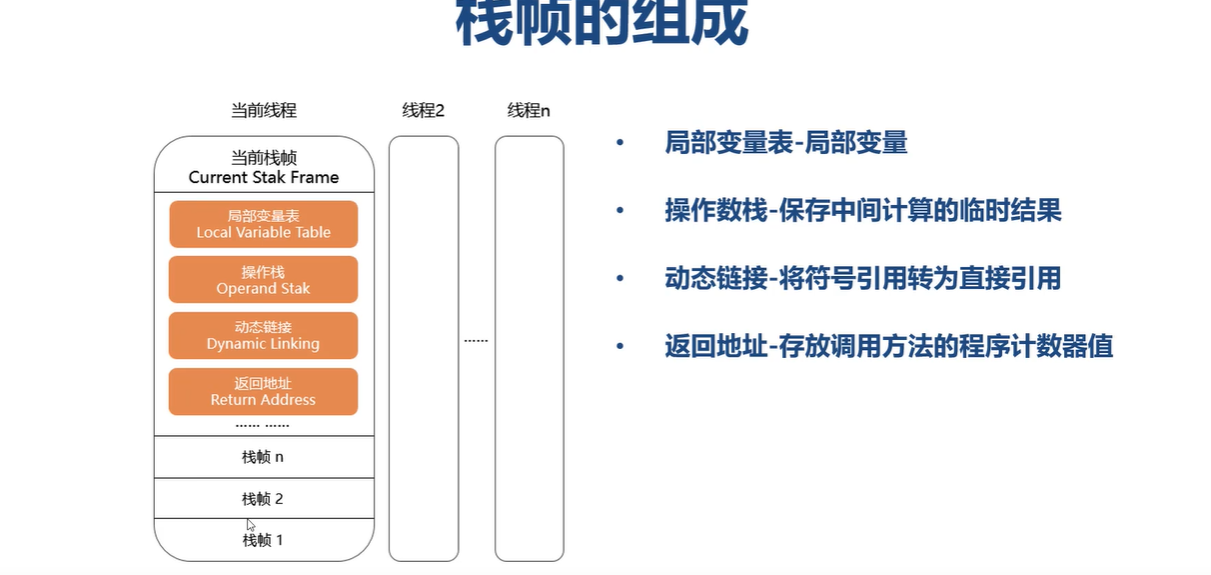 栈帧的组成
当前线程
线程2
线程n
当前栈帧
Current Stak Frame
局部变量表
Local Variable Table
操作栈
Operand Stak
动态链接
Dynamic Linking
返回地址
Return Address
...... ......
栈帧 n
栈帧 2
栈帧 1
......
• 局部变量表-局部变量
• 操作数栈-保存中间计算的临时结果
• 动态链接-将符号引用转为直接引用
• 返回地址-存放调用方法的程序计数器值